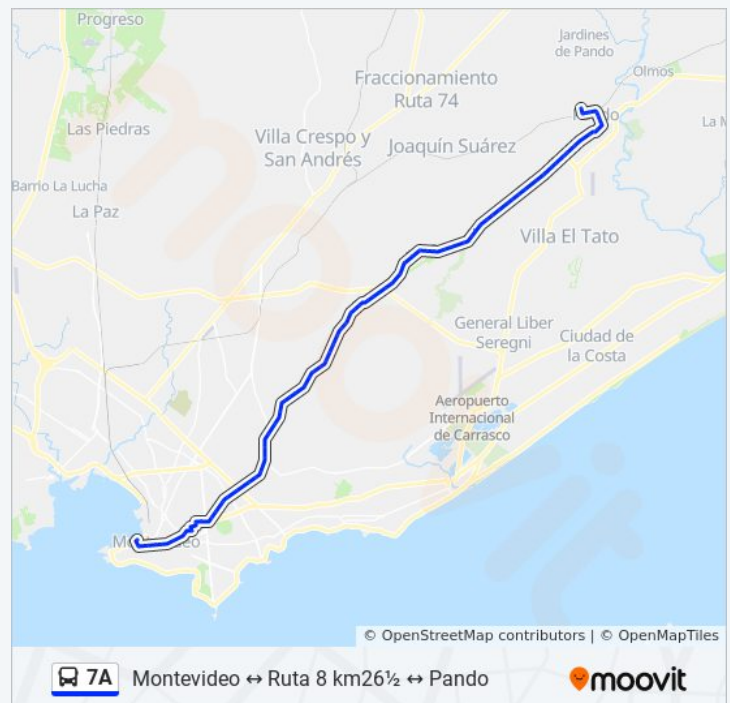 Progreso
Jardines
de Pando
Olmos
Fraccionamiento
Ruta 74
Las Piedras
Villa Crespo y
San Andrés
Joaquín Suárez
Barrio La Lucha
La Paz
Villa El Tato
General Liber
Seregni
Ciudad de
la Costa
Aeropuerto
Internacional
de Carrasco
© OpenStreetMap contributors | © OpenMapTiles
7A Montevideo ↔ Ruta 8 km26½ ↔ Pando moovit